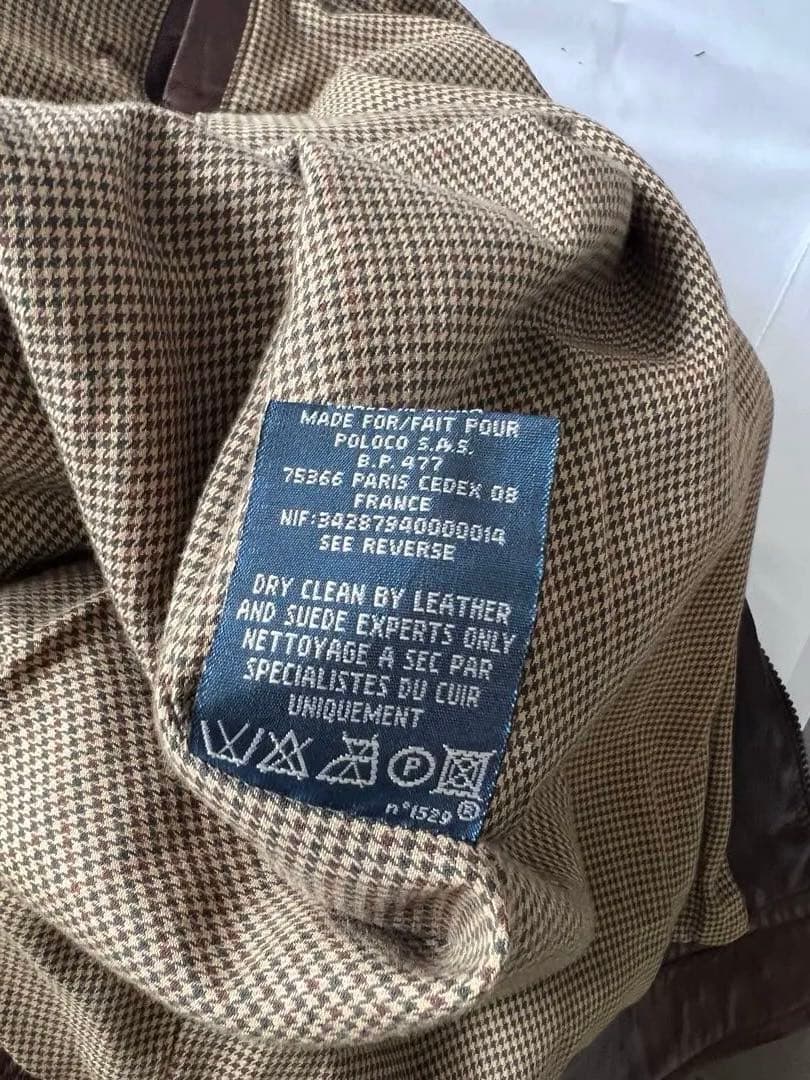 MADE FOR/FAIT POUR
POLOCO S.A.S.
B.P. 477
75366 PARIS CEDEX 08
FRANCE
NIF:34287940000014
SEE REVERSE
DRY CLEAN BY LEATHER
AND SUEDE EXPERTS ONLY
NETTOYAGE A SEC PAR
SPECIALISTES DU CUIR
UNIQUEMENT
P
n°1529 ®